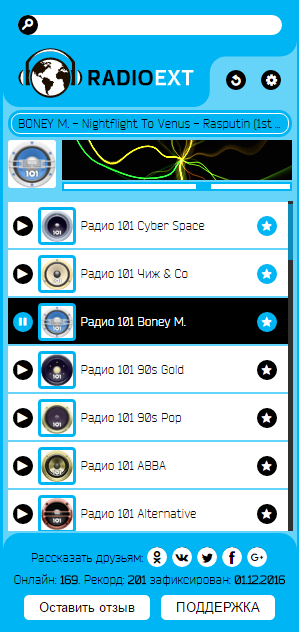 RADIOEXT
BONEY M. - Nightflight To Venus - Rasputin (1st ...
101
Радио 101 Cyber Space
Радио 101 Чиж & Co
Радио 101 Boney M.
Радио 101 90s Gold
Радио 101 90s Pop
Радио 101 ABBA
Радио 101 Alternative
Рассказать друзьям: G+
Онлайн: 169. Рекорд: 201 зафиксирован: 01.12.2016
Оставить отзыв ПОДДЕРЖКА